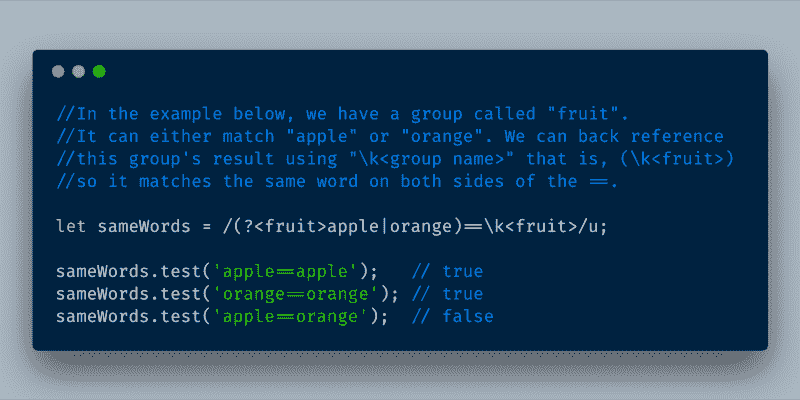 //In the example below, we have a group called "fruit".
//It can either match "apple" or "orange". We can back reference
//this group's result using "\k<group name>" that is, (\k<fruit>)
//so it matches the same word on both sides of the ==.
let sameWords = /(?<fruit>apple|orange)==\k<fruit>/u;
sameWords.test('apple==apple');   // true
sameWords.test('orange==orange'); // true
sameWords.test('apple==orange');  // false